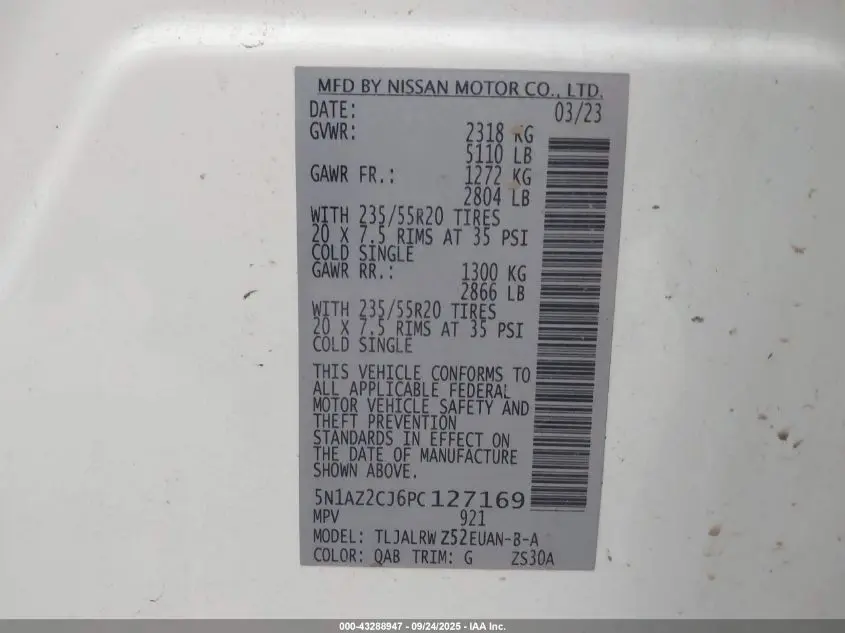 MFD BY NISSAN MOTOR CO., LTD.
DATE: 03/23
GVWR: 2318 KG
5110 LB
GAWR FR.: 1272 KG
2804 LB
WITH 235/55R20 TIRES
20 X 7.5 RIMS AT 35 PSI
COLD SINGLE
GAWR RR.: 1300 KG
2866 LB
WITH 235/55R20 TIRES
20 X 7.5 RIMS AT 35 PSI
COLD SINGLE
THIS VEHICLE CONFORMS TO
ALL APPLICABLE FEDERAL
MOTOR VEHICLE SAFETY AND
THEFT PREVENTION
STANDARDS IN EFFECT ON
THE DATE OF MANUFACTURE
SHOWN ABOVE.
5N1AZ2CJ6PC127169
MPV 921
MODEL: TLJALRW Z52EUAN-B-A
COLOR: QAB TRIM: G ZS30A
000-43288947 - 09/24/2025 - IAA Inc.